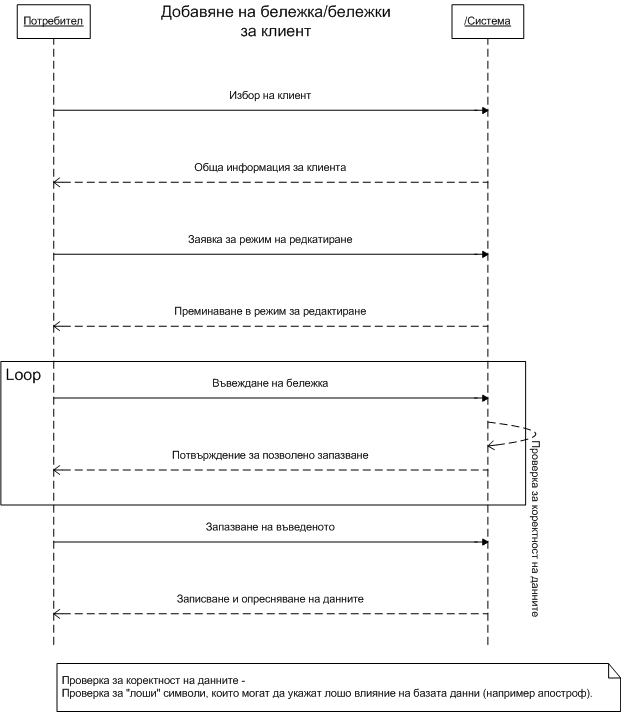 Добавяне на бележка/бележки
за клиент
Потребител
/Система
Избор на клиент
Обща информация за клиента
Заявка за режим на редкатиране
Преминаване в режим за редактиране
Loop
Въвеждане на бележка
Проверка за коректност на данните
Потвърждение за позволено запазване
Запазване на въведеното
Записване и опресняване на данните
Проверка за коректност на данните -
Проверка за "лоши" символи, които могат да укажат лошо влияние на базата данни (например апостроф).